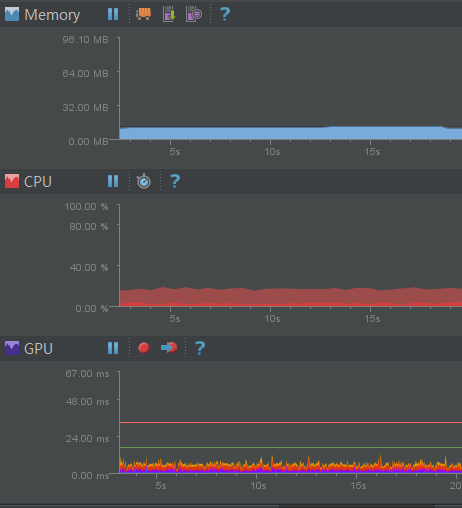 Memory ?
96.10 MB
64.00 MB
32.00 MB
0.00 MB
5s 10s 15s
CPU ?
100.00 %
80.00 %
40.00 %
0.00 %
5s 10s 15s
GPU ?
67.00 ms
48.00 ms
24.00 ms
0.00 ms
5s 10s 15s 20